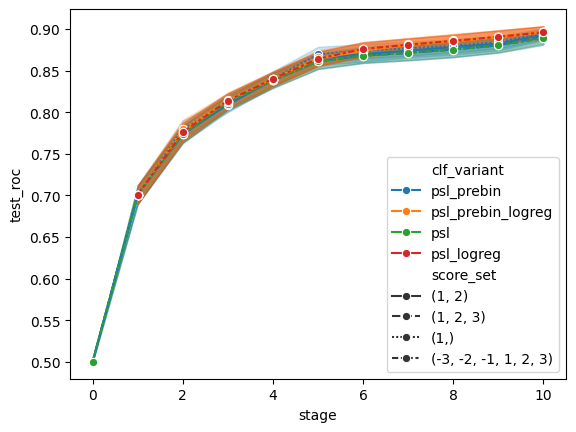 0.90
0.85
0.80
0.75
0.70
0.65
0.60
0.55
0.50
test_roc
clf_variant
psl_prebin
psl_prebin_logreg
psl
psl_logreg
score_set
(1, 2)
(1, 2, 3)
(1,)
(-3, -2, -1, 1, 2, 3)
0 2 4 6 8 10
stage